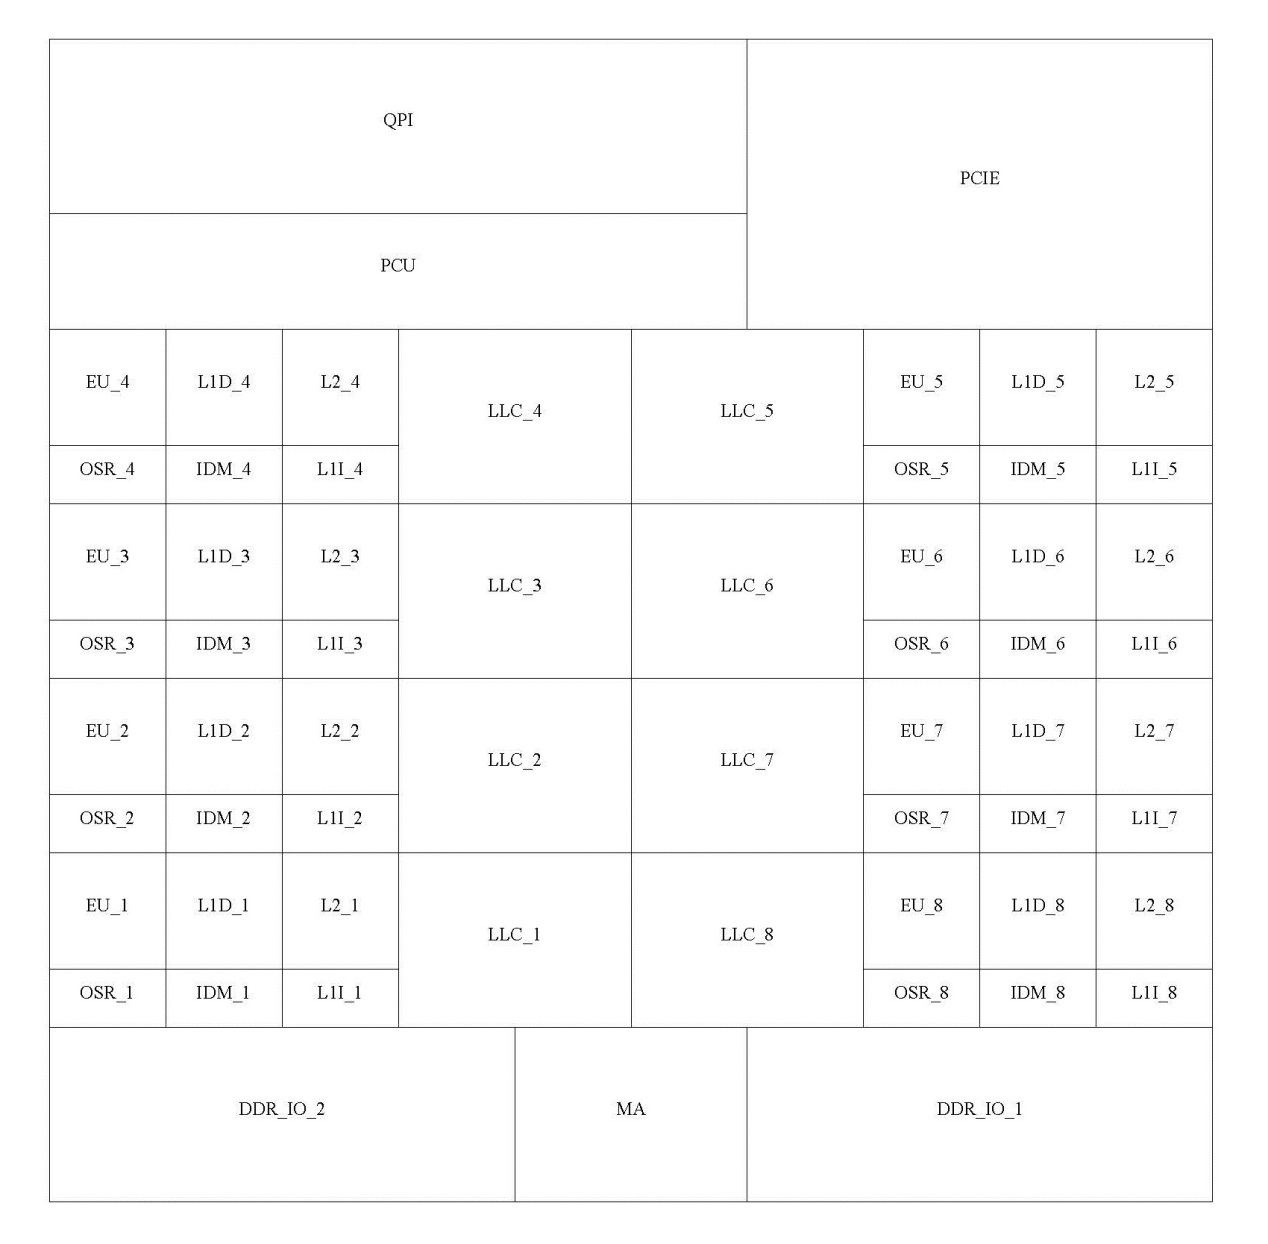 QPI
PCIE
PCU
EU_4 L1D_4 L2_4 EU_5 L1D_5 L2_5
LLC_4 LLC_5
OSR_4 IDM_4 L1I_4 OSR_5 IDM_5 L1I_5
EU_3 L1D_3 L2_3 EU_6 L1D_6 L2_6
LLC_3 LLC_6
OSR_3 IDM_3 L1I_3 OSR_6 IDM_6 L1I_6
EU_2 L1D_2 L2_2 EU_7 L1D_7 L2_7
LLC_2 LLC_7
OSR_2 IDM_2 L1I_2 OSR_7 IDM_7 L1I_7
EU_1 L1D_1 L2_1 EU_8 L1D_8 L2_8
LLC_1 LLC_8
OSR_1 IDM_1 L1I_1 OSR_8 IDM_8 L1I_8
DDR_IO_2 MA DDR_IO_1